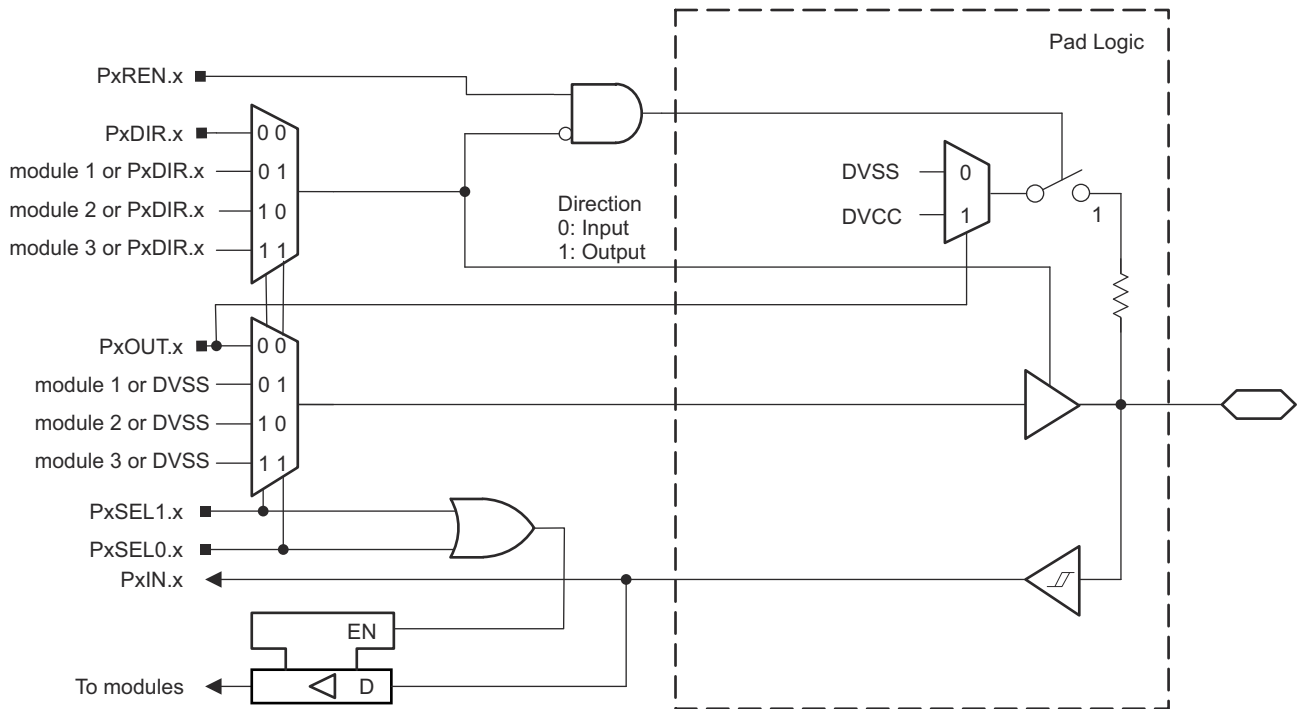 Pad Logic
PxREN.x
PxDIR.x
0 0
module 1 or PxDIR.x
0 1
module 2 or PxDIR.x
1 0
module 3 or PxDIR.x
1 1
Direction
0: Input
1: Output
DVSS
0
DVCC
1
1
PxOUT.x
0 0
module 1 or DVSS
0 1
module 2 or DVSS
1 0
module 3 or DVSS
1 1
PxSEL1.x
PxSEL0.x
PxIN.x
EN
To modules
D